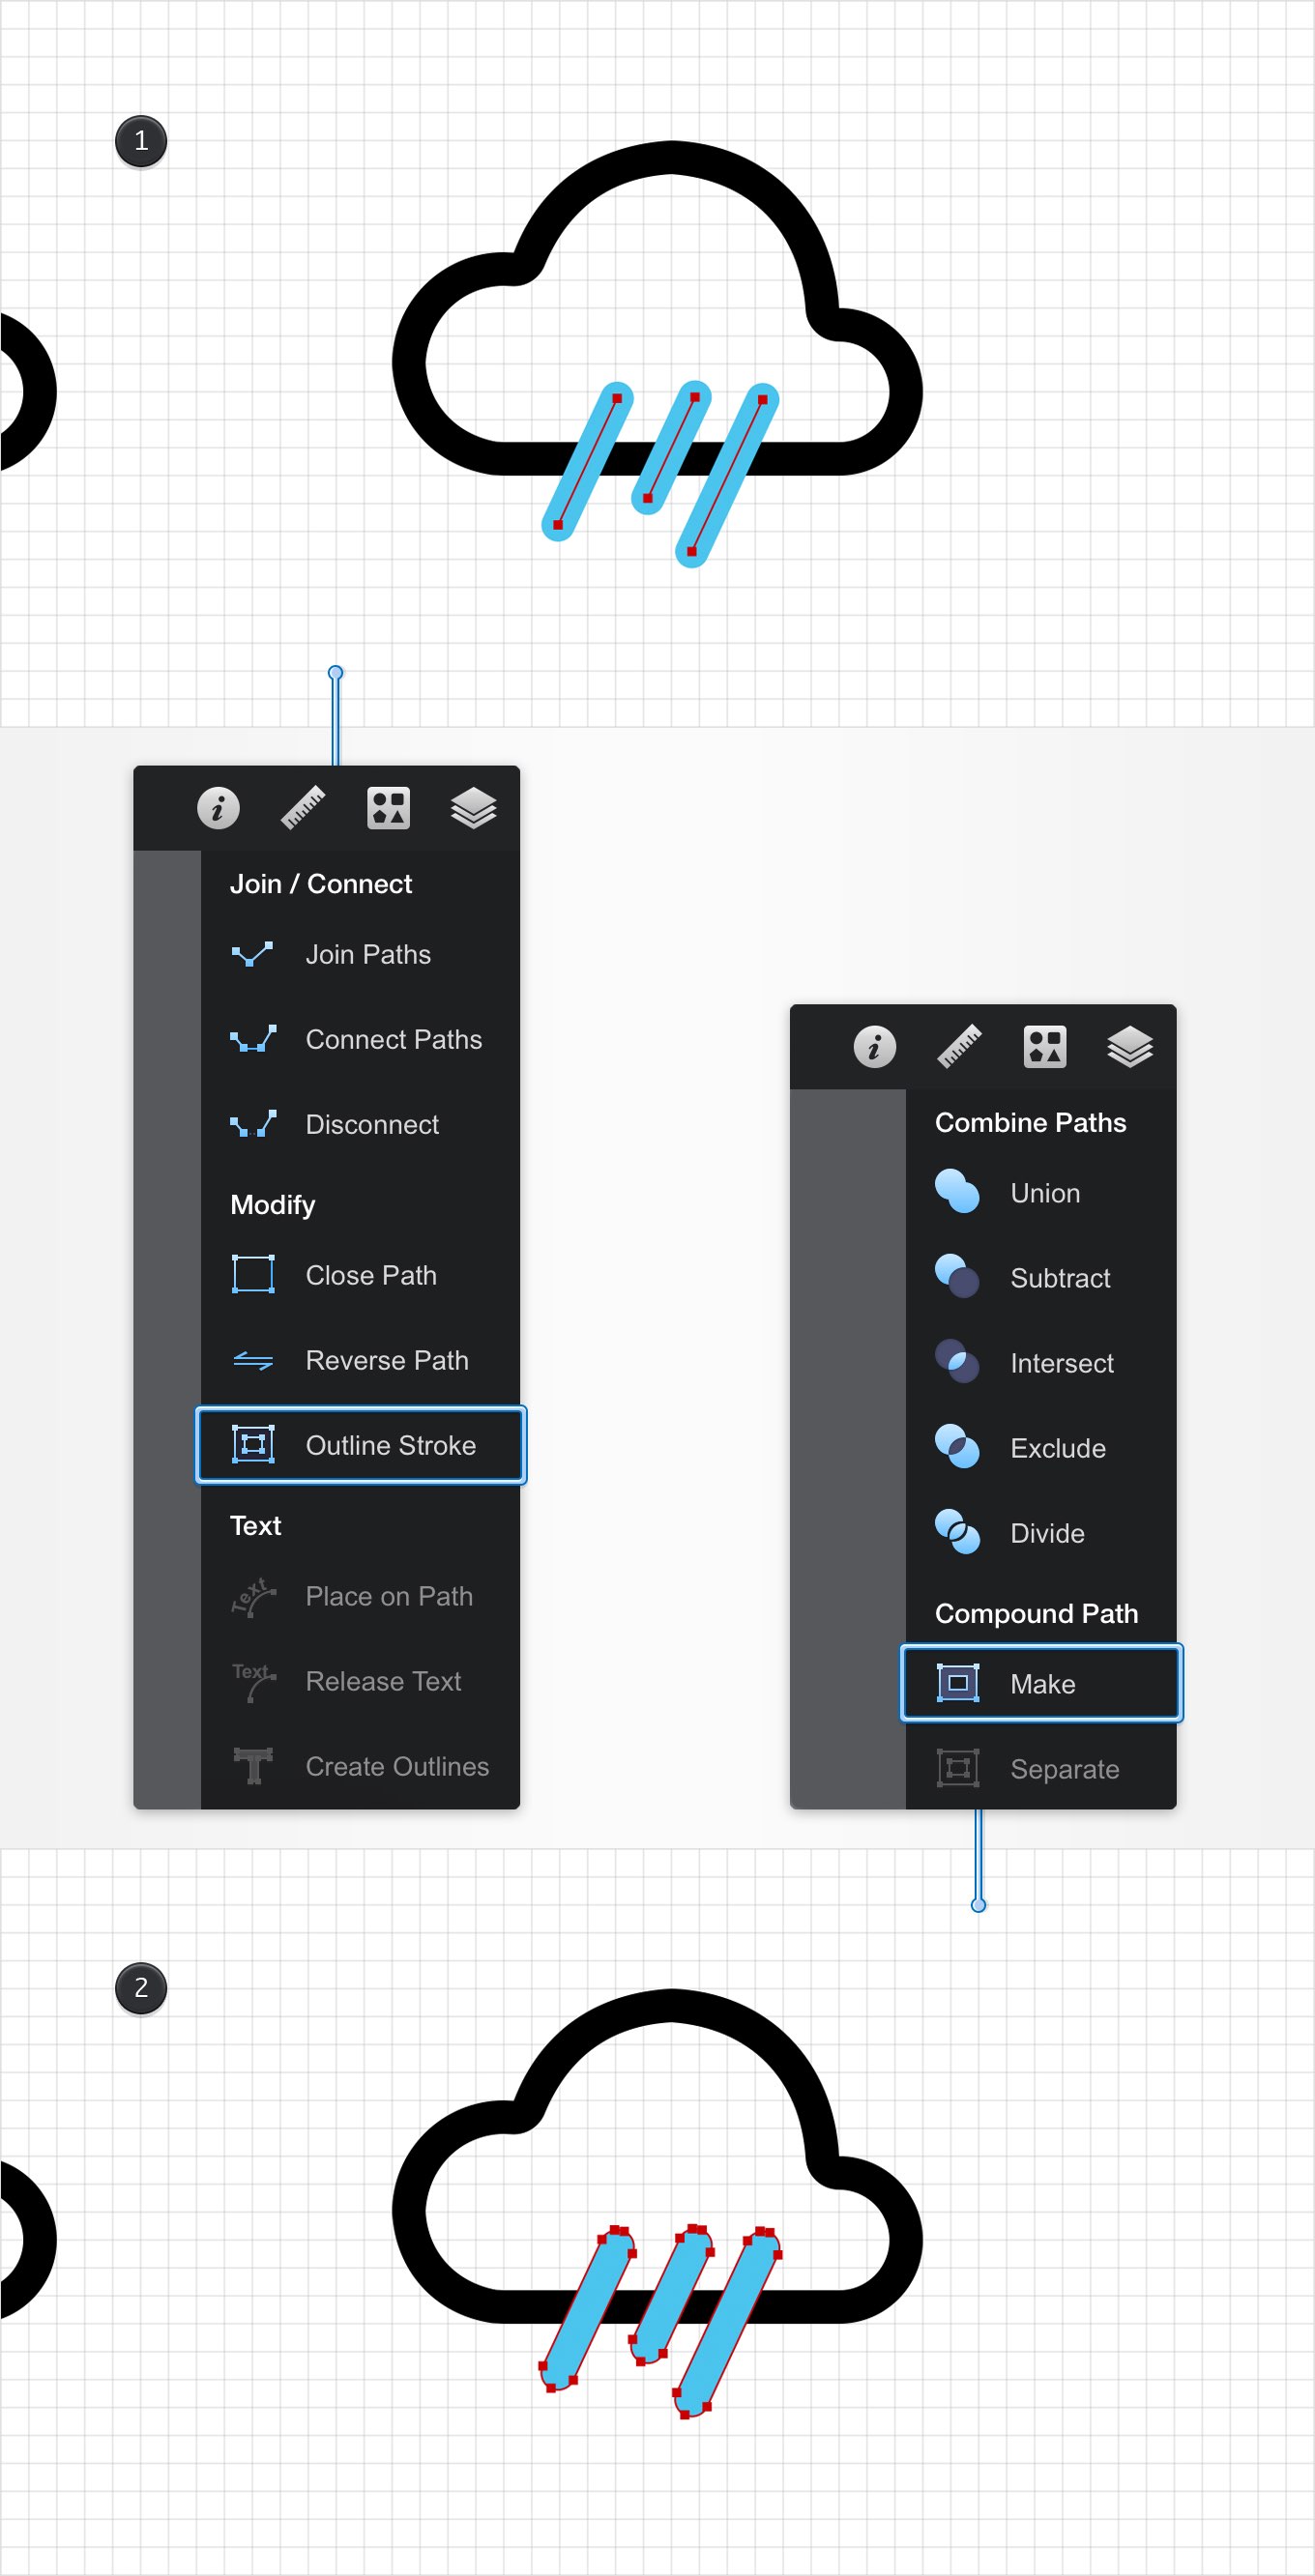 1
Join / Connect
Join Paths
Connect Paths
Disconnect
Modify
Close Path
Reverse Path
Outline Stroke
Text
Text
Place on Path
Text
Release Text
T
Create Outlines
Combine Paths
Union
Subtract
Intersect
Exclude
Divide
Compound Path
Make
Separate
2